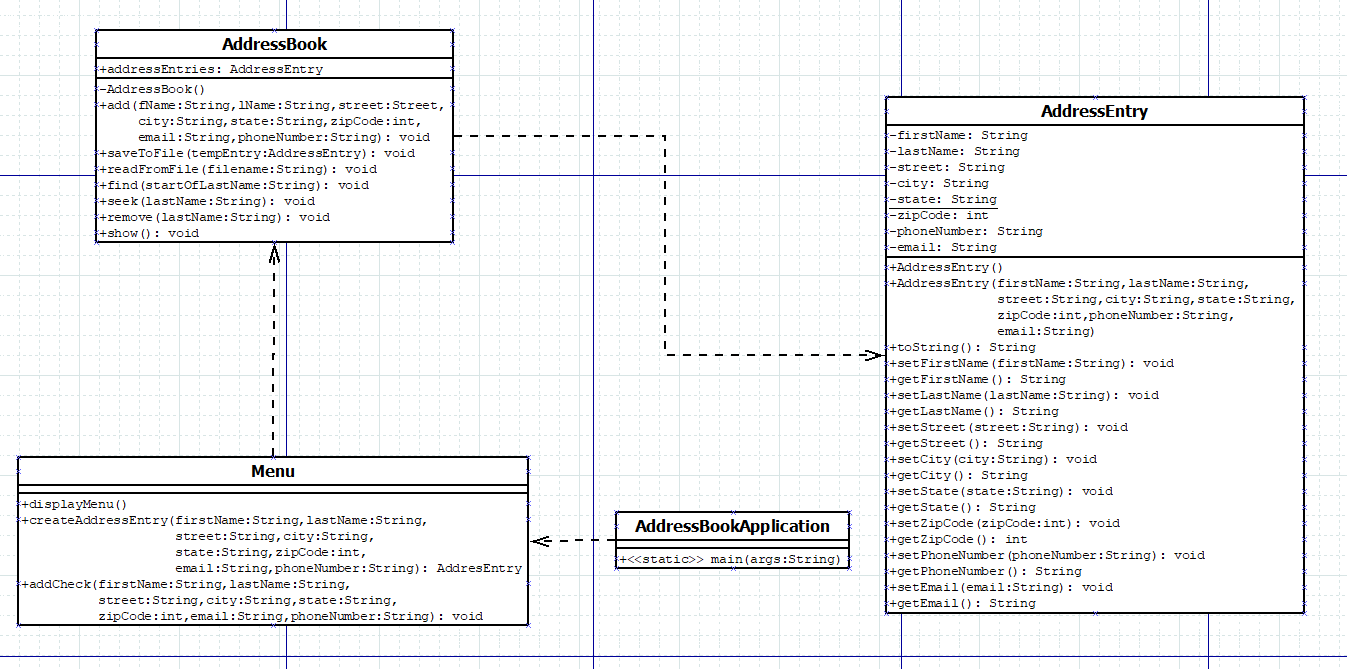 AddressBook
+addressEntries: AddressEntry
-AddressBook()
+add(fName:String,lName:String,street:Street,
city:String,state:String,zipCode:int,
email:String,phoneNumber:String): void
+saveToFile(tempEntry:AddressEntry): void
+readFromFile(filename:String): void
+find(startOfLastName:String): void
+seek(lastName:String): void
+remove(lastName:String): void
+show(): void
AddressEntry
-firstName: String
-lastName: String
-street: String
-city: String
-state: String
-zipCode: int
-phoneNumber: String
-email: String
+AddressEntry()
+AddressEntry(firstName:String,lastName:String,
street:String,city:String,state:String,
zipCode:int,phoneNumber:String,
email:String)
+toString(): String
+setFirstName(firstName:String): void
+getFirstName(): String
+setLastName(lastName:String): void
+getLastName(): String
+setStreet(street:String): void
+getStreet(): String
+setCity(city:String): void
+getCity(): String
+setState(state:String): void
+getState(): String
+setZipCode(zipCode:int): void
+getZipCode(): int
+setPhoneNumber(phoneNumber:String): void
+getPhoneNumber(): String
+setEmail(email:String): void
+getEmail(): String
Menu
+displayMenu()
+createAddressEntry(firstName:String,lastName:String,
street:String,city:String,
state:String,zipCode:int,
email:String,phoneNumber:String): AddresEntry
+addCheck(firstName:String,lastName:String,
street:String,city:String,state:String,
zipCode:int,email:String,phoneNumber:String): void
AddressBookApplication
+<<static>> main(args:String)